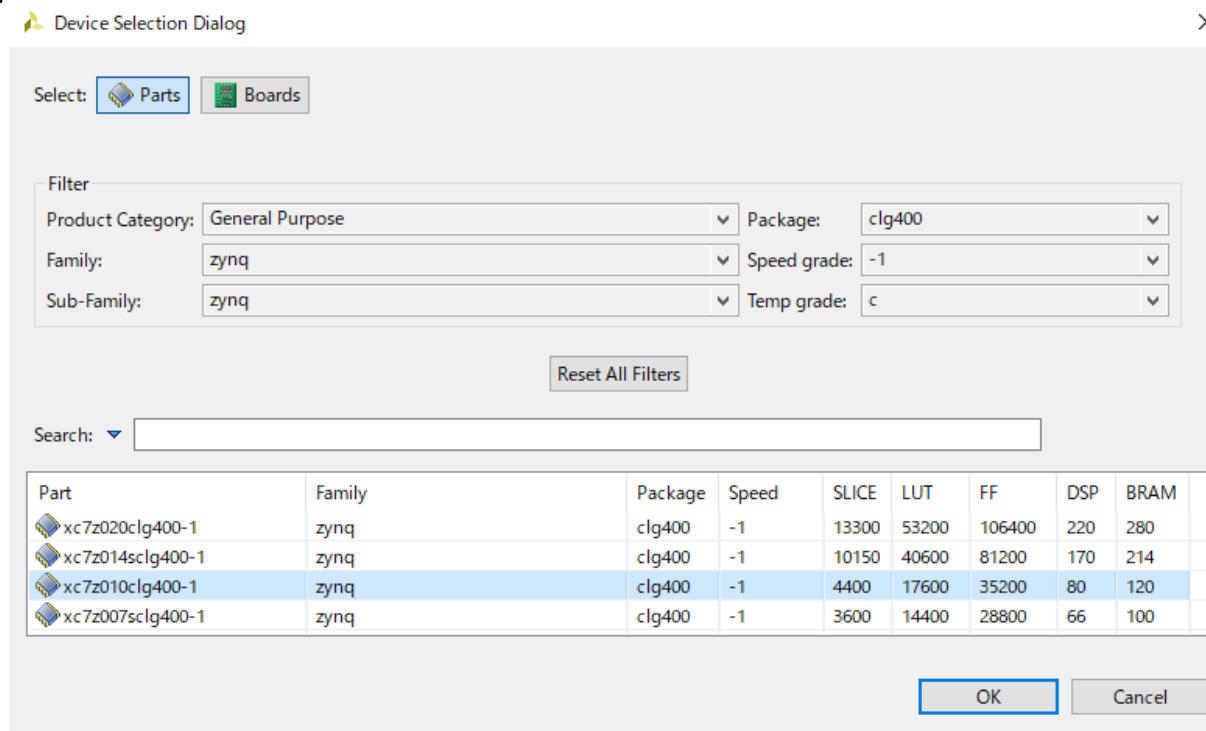 Device Selection Dialog
Select: Parts Boards
Filter
Product Category: General Purpose Package: clg400
Family: zynq Speed grade: -1
Sub-Family: zynq Temp grade: c
Reset All Filters
Search:
Part Family Package Speed SLICE LUT FF DSP BRAM
xc7z020clg400-1 zynq clg400 -1 13300 53200 106400 220 280
xc7z014sclg400-1 zynq clg400 -1 10150 40600 81200 170 214
xc7z010clg400-1 zynq clg400 -1 4400 17600 35200 80 120
xc7z007sclg400-1 zynq clg400 -1 3600 14400 28800 66 100
OK Cancel